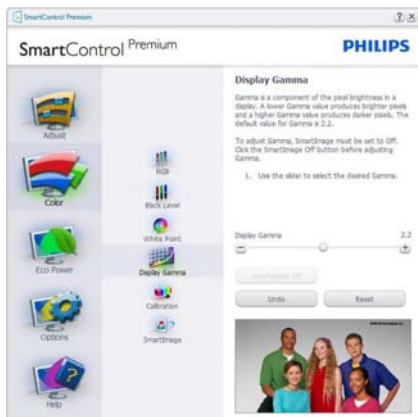 SmartControl Premium
SmartControl Premium
PHILIPS
Adjust
Color
Eco Power
Options
Help
RGB
Black Level
White Point
Display Gamma
Calibration
SmartImage
Display Gamma
Gamma is a component of the pixel brightness in a
display. A lower Gamma value produces brighter pixels
and a higher Gamma value produces darker pixels. The
default value for Gamma is 2.2.
To adjust Gamma, SmartImage must be set to Off.
Click the SmartImage Off button before adjusting
Gamma.
1. Use the slider to select the desired Gamma.
Display Gamma 2.2
SmartImage Off
Undo Reset